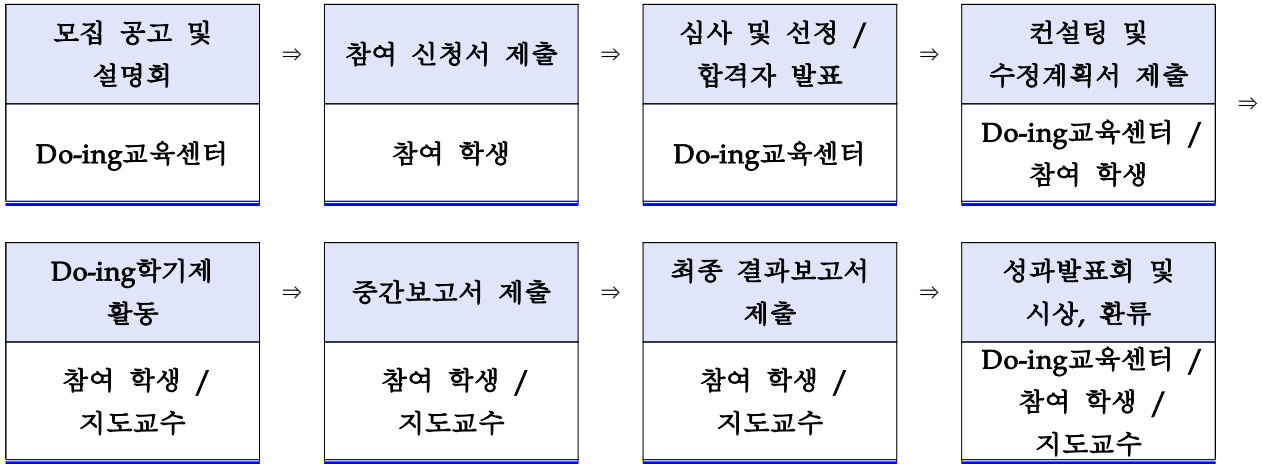 모집 공고 및
설명회
⇒
참여 신청서 제출
⇒
심사 및 선정 /
합격자 발표
⇒
컨설팅 및
수정계획서 제출
⇒
Do-ing교육센터
참여 학생
Do-ing교육센터
Do-ing교육센터 /
참여 학생
Do-ing학기제
활동
⇒
중간보고서 제출
⇒
최종 결과보고서
제출
⇒
성과발표회 및
시상, 환류
참여 학생 /
지도교수
참여 학생 /
지도교수
참여 학생 /
지도교수
Do-ing교육센터 /
참여 학생 /
지도교수